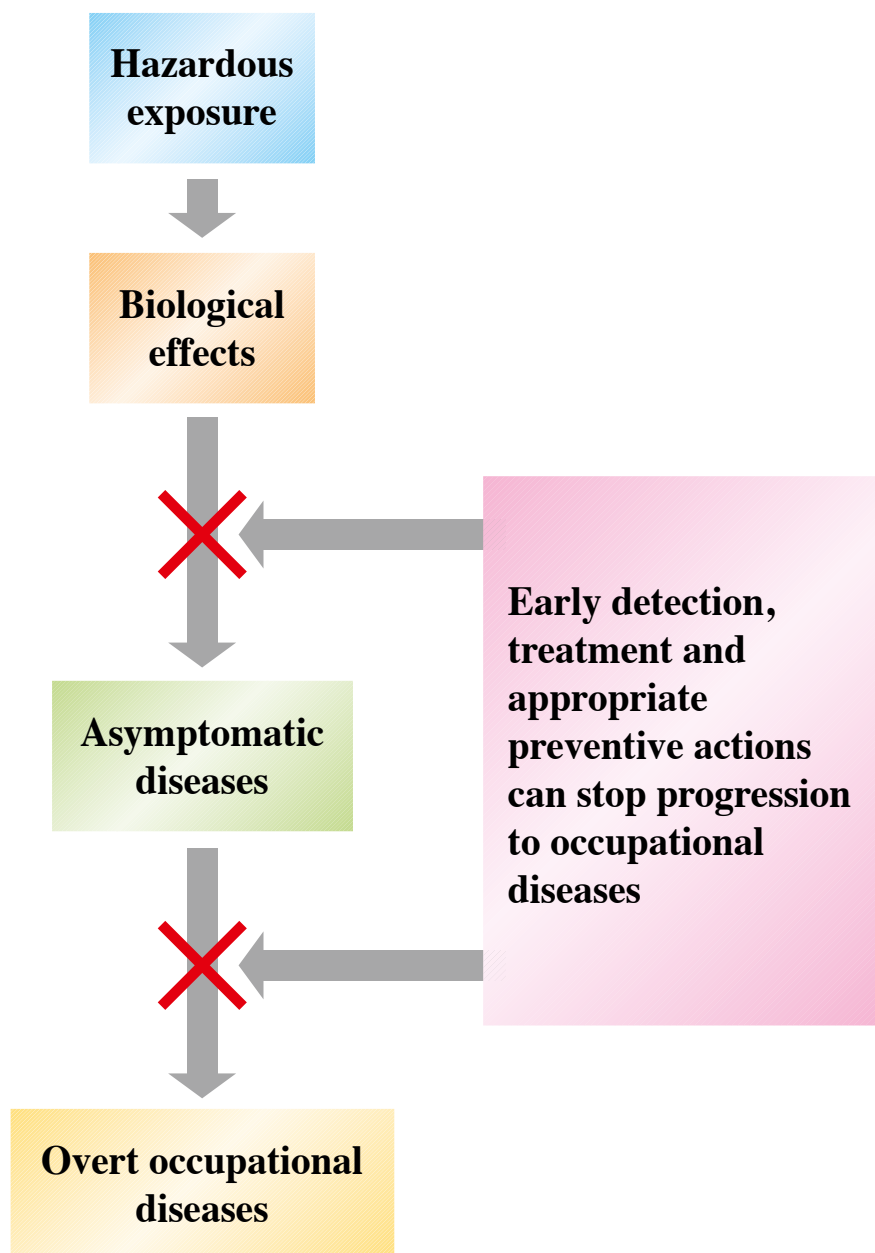 Hazardous
exposure
Biological
effects
Early detection,
treatment and
appropriate
preventive actions
can stop progression
to occupational
diseases
Asymptomatic
diseases
Overt occupational
diseases